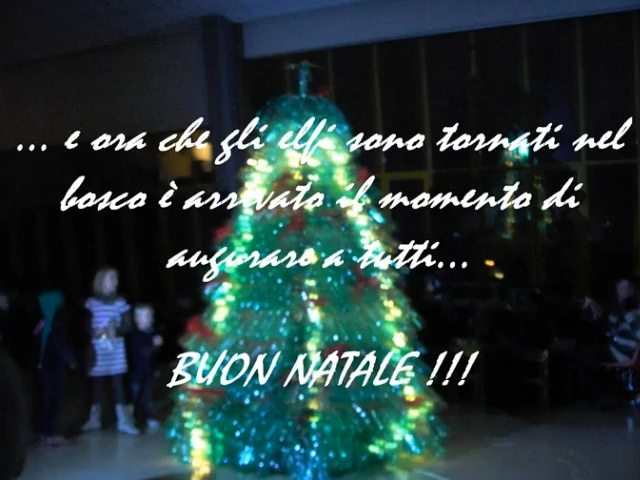 ... e ora che gli elfi sono tornati nel
bosco è arrivato il momento di
augurare a tutti...
BUON NATALE !!!